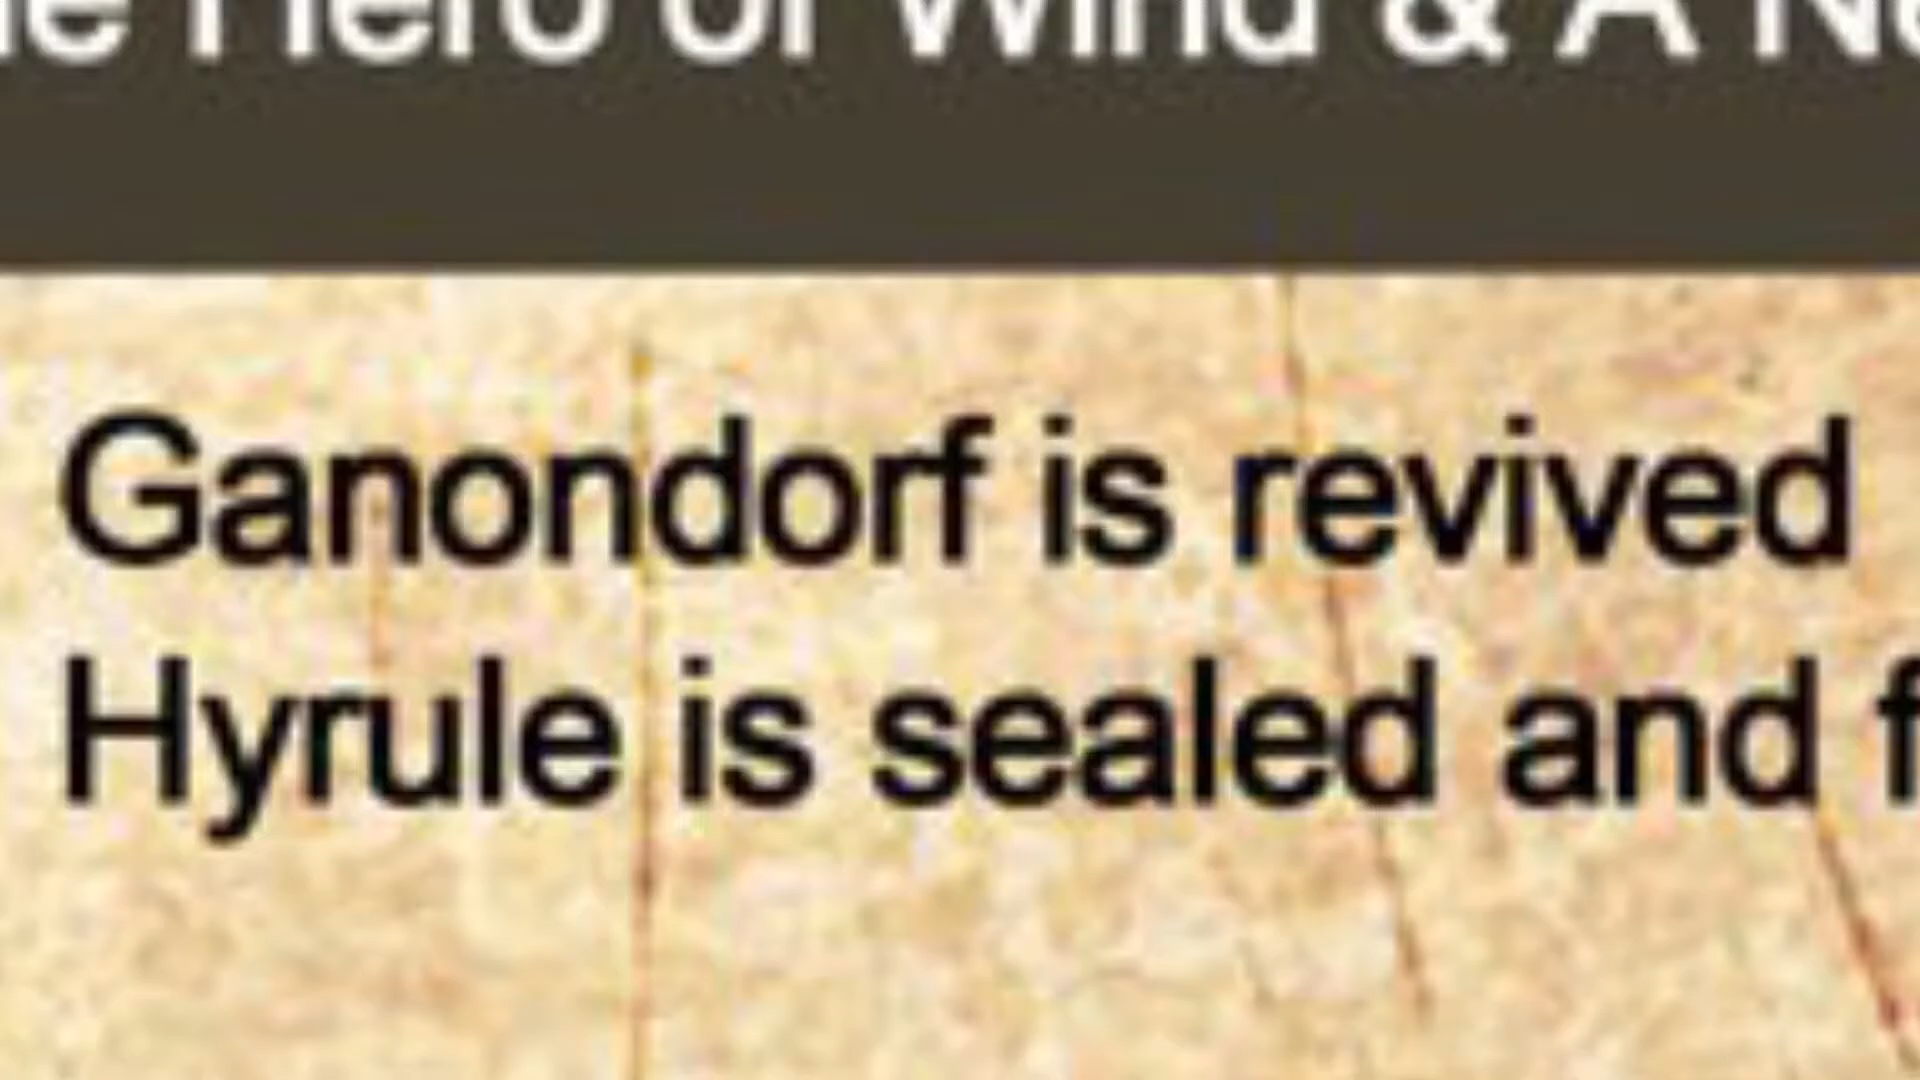 Hero of Wind & A
Ganondorf is revived
Hyrule is sealed and